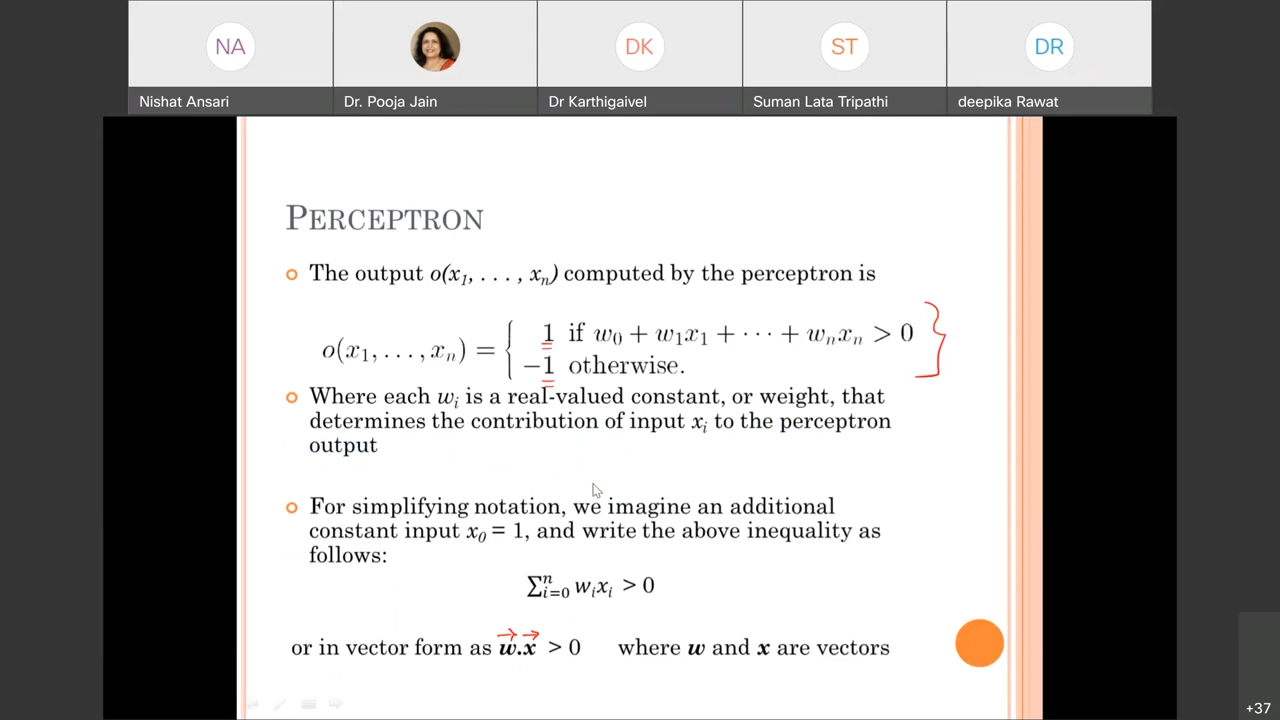 NA
DK
ST
DR
Nishat Ansari
Dr. Pooja Jain
Dr Karthigaivel
Suman Lata Tripathi
deepika Rawat
PERCEPTRON
The output o(x₁, . . . , xₙ) computed by the perceptron is
o(x₁, . . . , xₙ) = { 1 if w₀ + w₁x₁ + · · · + wₙxₙ > 0
−1 otherwise.
Where each wᵢ is a real-valued constant, or weight, that
determines the contribution of input xᵢ to the perceptron
output
For simplifying notation, we imagine an additional
constant input x₀ = 1, and write the above inequality as
follows:
∑ⁿᵢ₌₀ wᵢxᵢ > 0
or in vector form as w⃗.x⃗ > 0 where w and x are vectors
+37